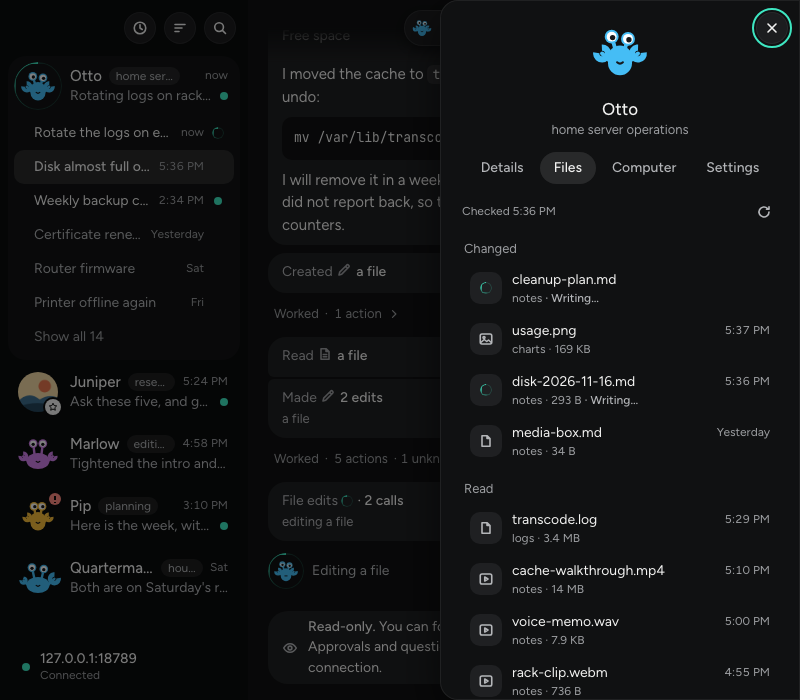 Otto home ser... now
Rotating logs on rack...
Rotate the logs on e... now
Disk almost full o... 5:36 PM
Weekly backup c... 2:34 PM
Certificate rene... Yesterday
Router firmware Sat
Printer offline again Fri
Show all 14
Juniper rese... 5:24 PM
Ask these five, and g...
Marlow editi... 4:58 PM
Tightened the intro and...
Pip planning 3:10 PM
Here is the week, wit...
Quarterma... hou... Sat
Both are on Saturday's r...
127.0.0.1:18789
Connected
Free space
I moved the cache to
undo:
mv /var/lib/transco
I will remove it in a week
did not report back, so t
counters.
Created a file
Worked · 1 action
Read a file
Made 2 edits
a file
Worked · 5 actions · 1 unkn
File edits · 2 calls
editing a file
Editing a file
Read-only. You can fo
Approvals and questi
connection.
Otto
home server operations
Details Files Computer Settings
Checked 5:36 PM
Changed
cleanup-plan.md
notes · Writing...
usage.png 5:37 PM
charts · 169 KB
disk-2026-11-16.md 5:36 PM
notes · 293 B · Writing...
media-box.md Yesterday
notes · 34 B
Read
transcode.log 5:29 PM
logs · 3.4 MB
cache-walkthrough.mp4 5:10 PM
notes · 14 MB
voice-memo.wav 5:00 PM
notes · 7.9 KB
rack-clip.webm 4:55 PM
notes · 736 B